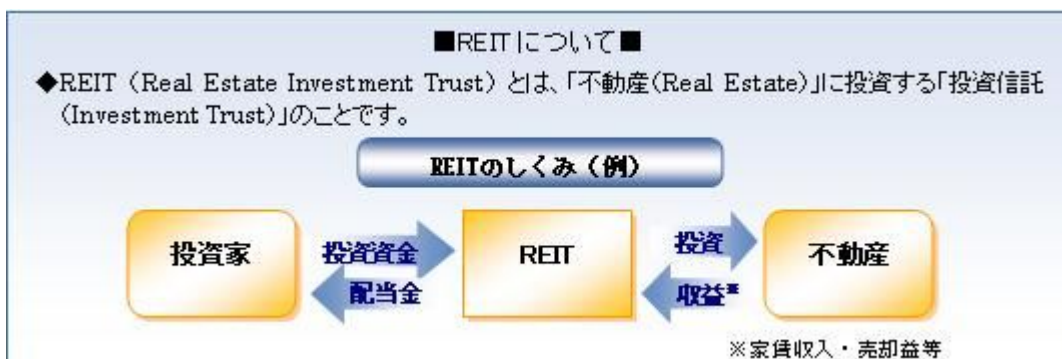 ■REITについて■
◆REIT（Real Estate Investment Trust）とは、「不動産(Real Estate)」に投資する「投資信託
（Investment Trust)」のことです。
REITのしくみ（例）
投資家
投資資金
配当金
REIT
投資
収益※
不動産
※家賃収入・売却益等